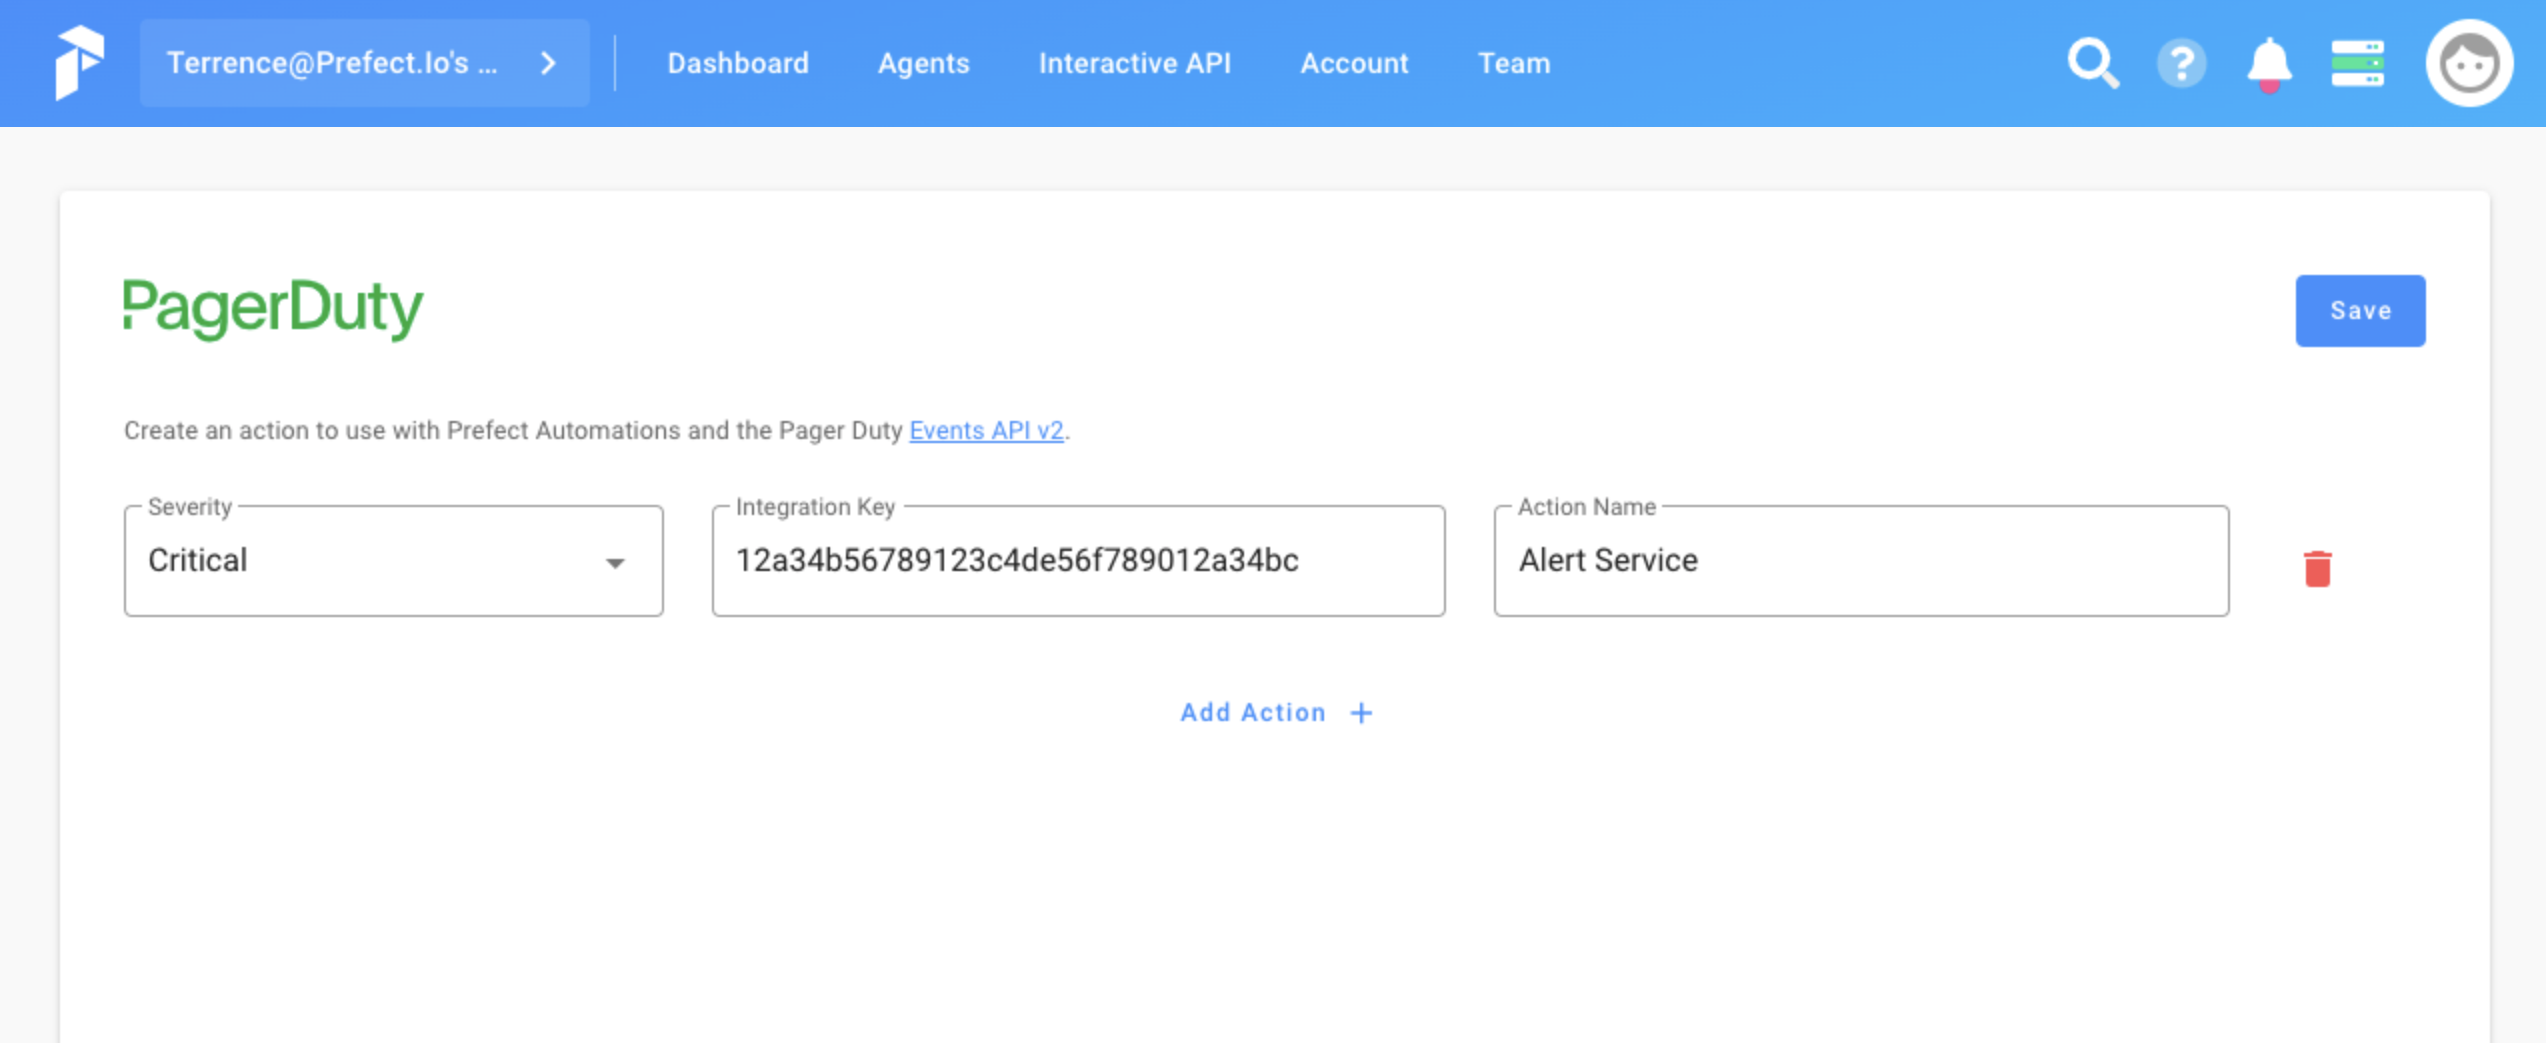 Terrence@Prefect.Io's ...
Dashboard
Agents
Interactive API
Account
Team
?
PagerDuty
Save
Create an action to use with Prefect Automations and the Pager Duty Events API v2.
Severity
Critical
Integration Key
12a34b56789123c4de56f789012a34bc
Action Name
Alert Service
Add Action +